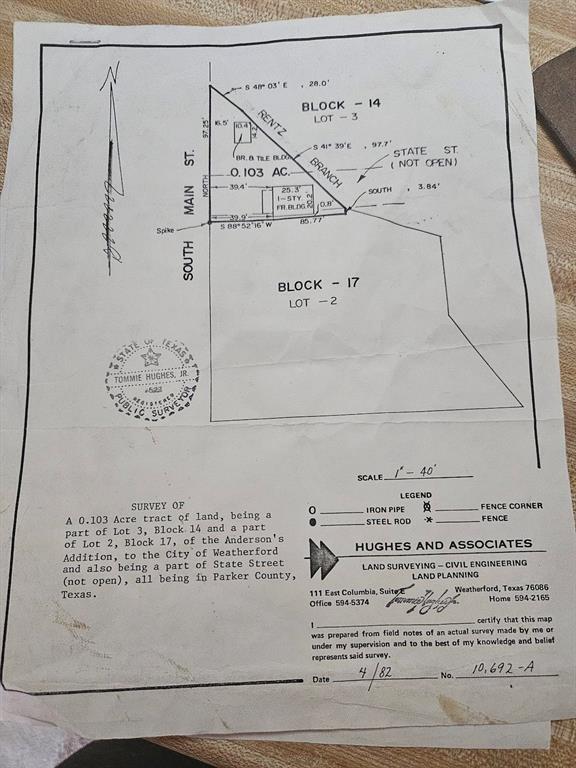 N
S 48° 03' E , 28.0'
BLOCK - 14
LOT - 3
RENTZ BRANCH
97.25'
16.5'
10.4'
14.2'
BR. & TILE BLDG.
S 41° 39' E , 97.7'
STATE ST.
( NOT OPEN )
0.103 AC.
NORTH
SOUTH MAIN ST.
39.4'
25.3'
1-STY.
FR. BLDG.
20.2
0.8'
SOUTH , 3.84'
39.9'
85.77'
Spike
S 88° 52' 16" W
BLOCK - 17
LOT - 2
STATE OF TEXAS
TOMMIE HUGHES, JR.
REGISTERED
PUBLIC SURVEYOR
SCALE 1" - 40'
LEGEND
IRON PIPE
FENCE CORNER
STEEL ROD
FENCE
SURVEY OF
A 0.103 Acre tract of land, being a
part of Lot 3, Block 14 and a part
of Lot 2, Block 17, of the Anderson's
Addition, to the City of Weatherford
and also being a part of State Street
(not open), all being in Parker County,
Texas.
HUGHES AND ASSOCIATES
LAND SURVEYING — CIVIL ENGINEERING
LAND PLANNING
111 East Columbia, Suite E Weatherford, Texas 76086
Office 594-5374 Home 594-2165
Tommie Hughes Jr.
I certify that this map
was prepared from field notes of an actual survey made by me or
under my supervision and to the best of my knowledge and belief
represents said survey.
Date 4/82 No. 10,692-A